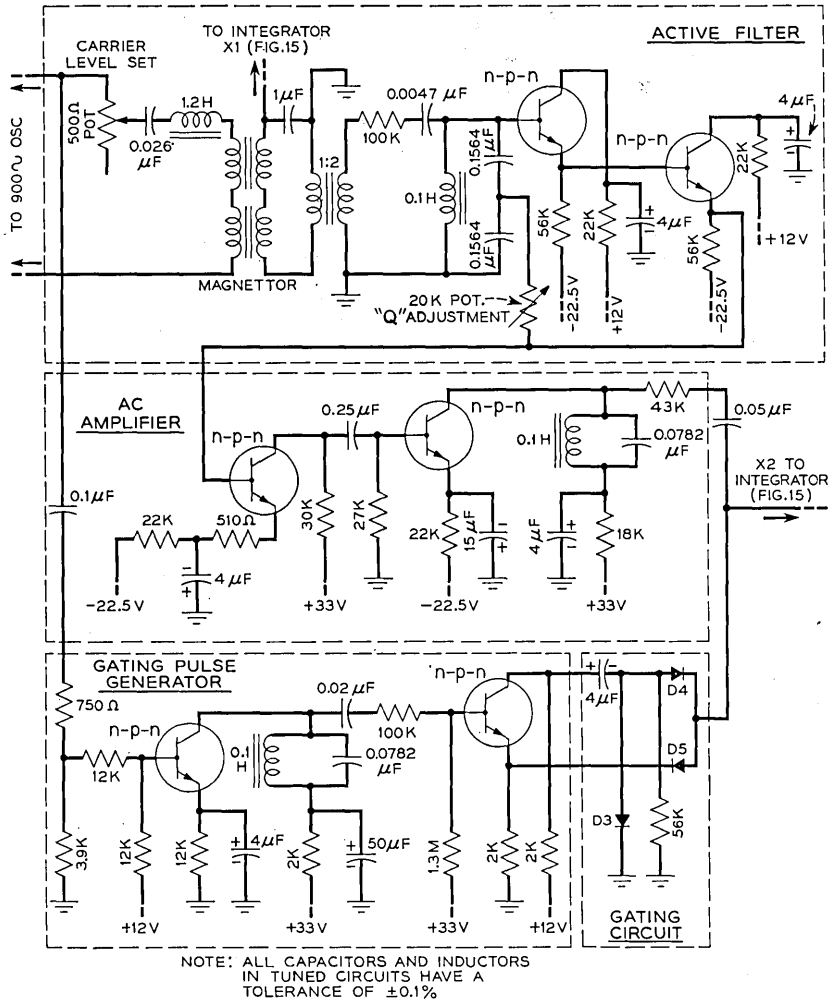 TO INTEGRATOR
X1 (FIG.15)
ACTIVE FILTER
CARRIER
LEVEL SET
TO 900∿ OSC
500Ω
POT
0.026
μF
1.2H
1μF
MAGNETTOR
1:2
100K
0.0047 μF
0.1H
0.1564
μF
0.1564
μF
n-p-n
56K
-22.5V
22K
+12V
4μF
n-p-n
22K
4μF
+12V
56K
-22.5V
20K POT.
"Q" ADJUSTMENT
AC
AMPLIFIER
n-p-n
0.25μF
n-p-n
0.1H
0.0782
μF
43K
0.05μF
X2 TO
INTEGRATOR
(FIG.15)
0.1μF
22K
510Ω
4μF
-22.5V
30K
+33V
27K
22K
-22.5V
15μF
4μF
18K
+33V
GATING PULSE
GENERATOR
750Ω
n-p-n
12K
3.9K
12K
+12V
12K
4μF
0.1
H
0.0782
μF
2K
+33V
50μF
0.02μF
100K
n-p-n
1.3M
+33V
2K
2K
+12V
4μF
D4
D5
D3
56K
GATING
CIRCUIT
NOTE: ALL CAPACITORS AND INDUCTORS
IN TUNED CIRCUITS HAVE A
TOLERANCE OF ±0.1%